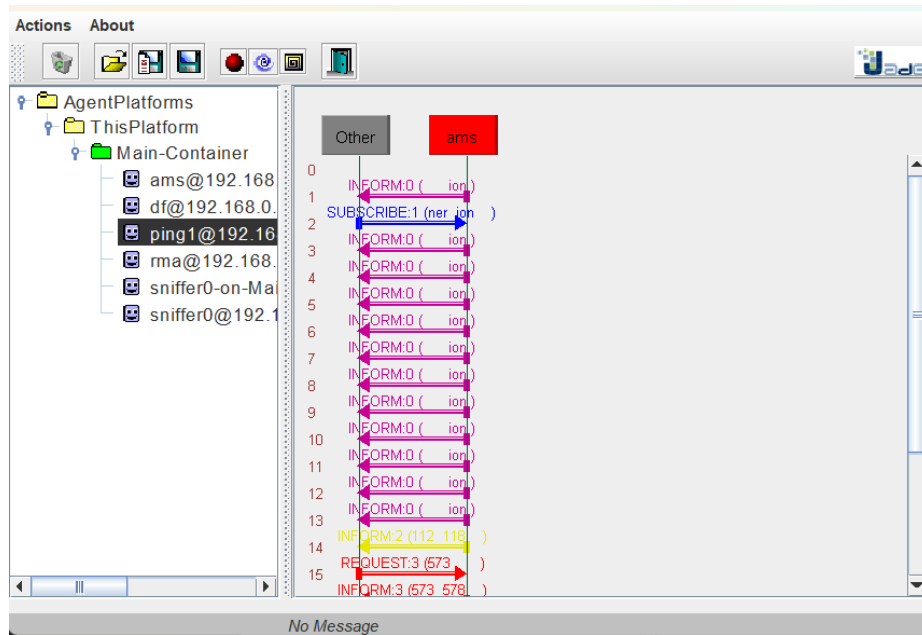 Actions About
Jade
AgentPlatforms
ThisPlatform
Main-Container
ams@192.168
df@192.168.0.
ping1@192.16
rma@192.168.
sniffer0-on-Mai
sniffer0@192.1
Other ams
0
INFORM:0 ( ion )
1
SUBSCRIBE:1 (ner ion )
2
INFORM:0 ( ion )
3
INFORM:0 ( ion )
4
INFORM:0 ( ion )
5
INFORM:0 ( ion )
6
INFORM:0 ( ion )
7
INFORM:0 ( ion )
8
INFORM:0 ( ion )
9
INFORM:0 ( ion )
10
INFORM:0 ( ion )
11
INFORM:0 ( ion )
12
INFORM:0 ( ion )
13
INFORM:2 (112 116 )
14
REQUEST:3 (573 )
15
INFORM:3 (573 578 )
No Message